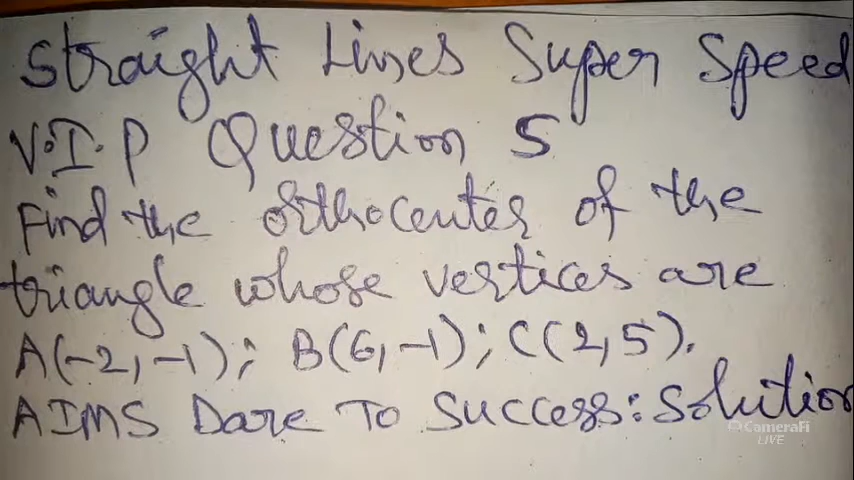 Straight Lines Super Speed
V.I.P Question 5
Find the orthocenter of the
triangle whose vertices are
A(-2,-1); B(6,-1); C(2,5).
AIMS Dare To Success: Solution
CameraFi
LIVE